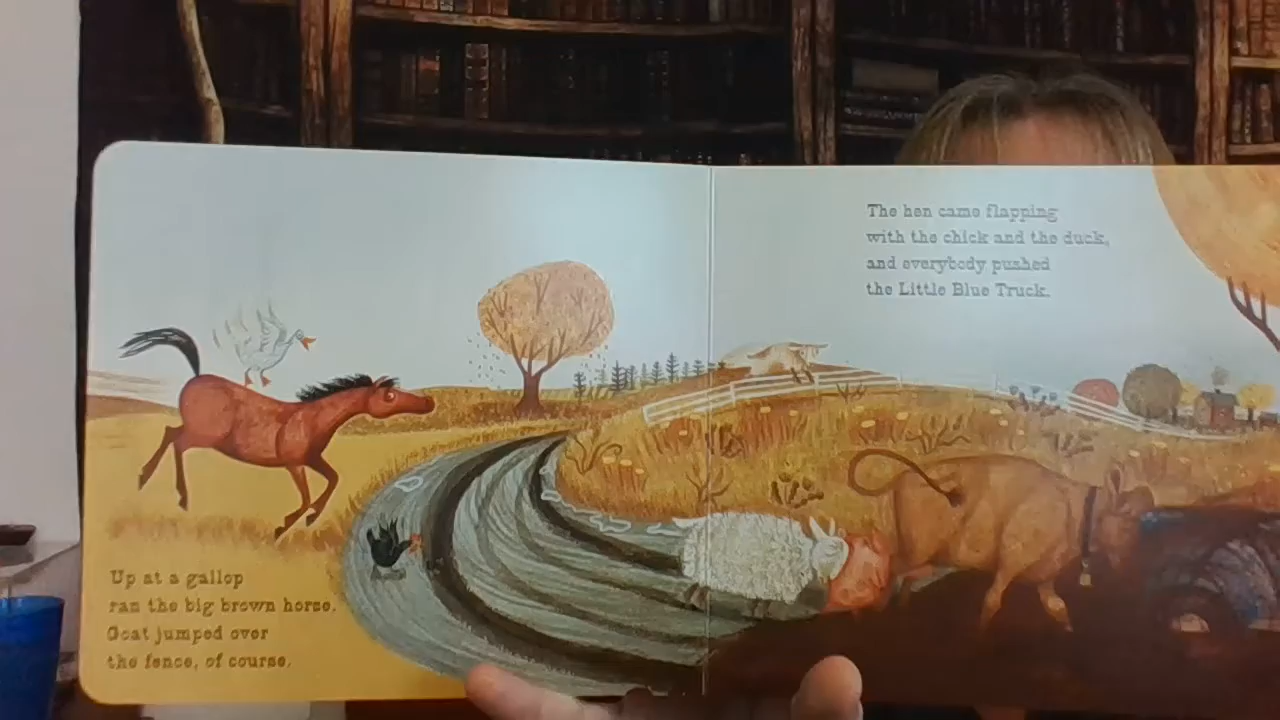 Up at a gallop
ran the big brown horse.
Goat jumped over
the fence, of course.
The hen came flapping
with the chick and the duck,
and everybody pushed
the Little Blue Truck.